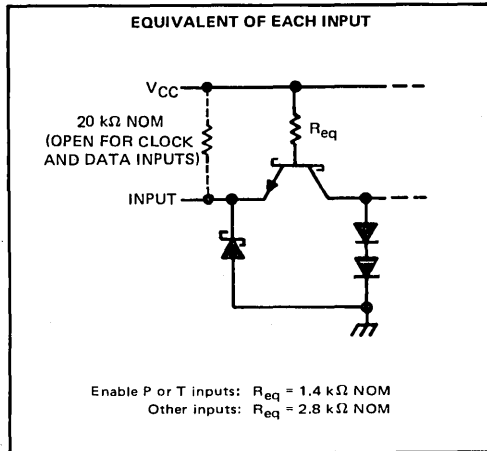 EQUIVALENT OF EACH INPUT
VCC
20 kΩ NOM
(OPEN FOR CLOCK
AND DATA INPUTS)
Req
INPUT
Enable P or T inputs: Req = 1.4 kΩ NOM
Other inputs: Req = 2.8 kΩ NOM